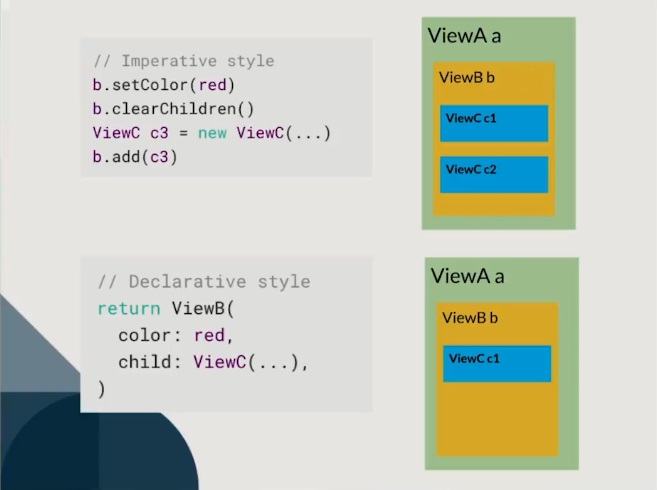 // Imperative style
b.setColor(red)
b.clearChildren()
ViewC c3 = new ViewC(...)
b.add(c3)
ViewA a
ViewB b
ViewC c1
ViewC c2
// Declarative style
return ViewB(
  color: red,
  child: ViewC(...),
)
ViewA a
ViewB b
ViewC c1